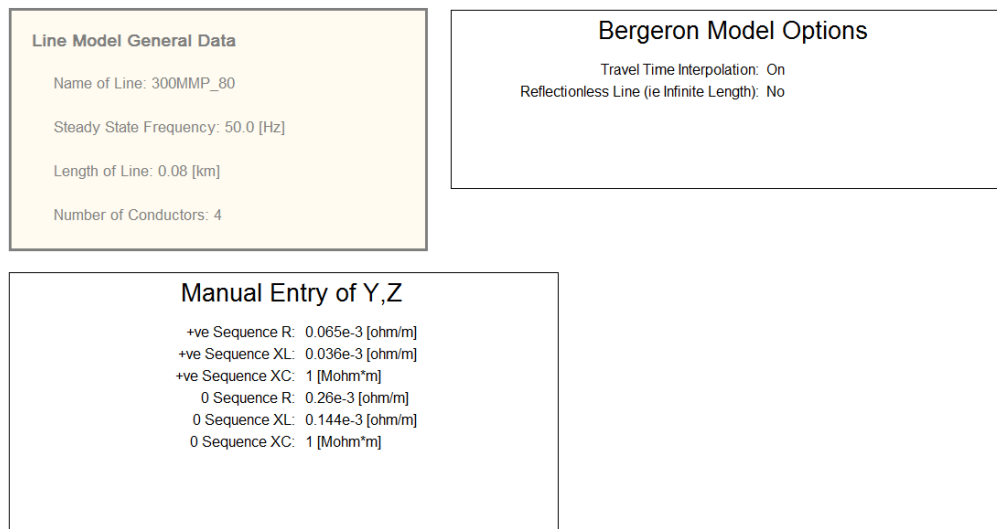 Line Model General Data
Name of Line: 300MMP_80
Steady State Frequency: 50.0 [Hz]
Length of Line: 0.08 [km]
Number of Conductors: 4
Bergeron Model Options
Travel Time Interpolation: On
Reflectionless Line (ie Infinite Length): No
Manual Entry of Y,Z
+ve Sequence R: 0.065e-3 [ohm/m]
+ve Sequence XL: 0.036e-3 [ohm/m]
+ve Sequence XC: 1 [Mohm*m]
0 Sequence R: 0.26e-3 [ohm/m]
0 Sequence XL: 0.144e-3 [ohm/m]
0 Sequence XC: 1 [Mohm*m]